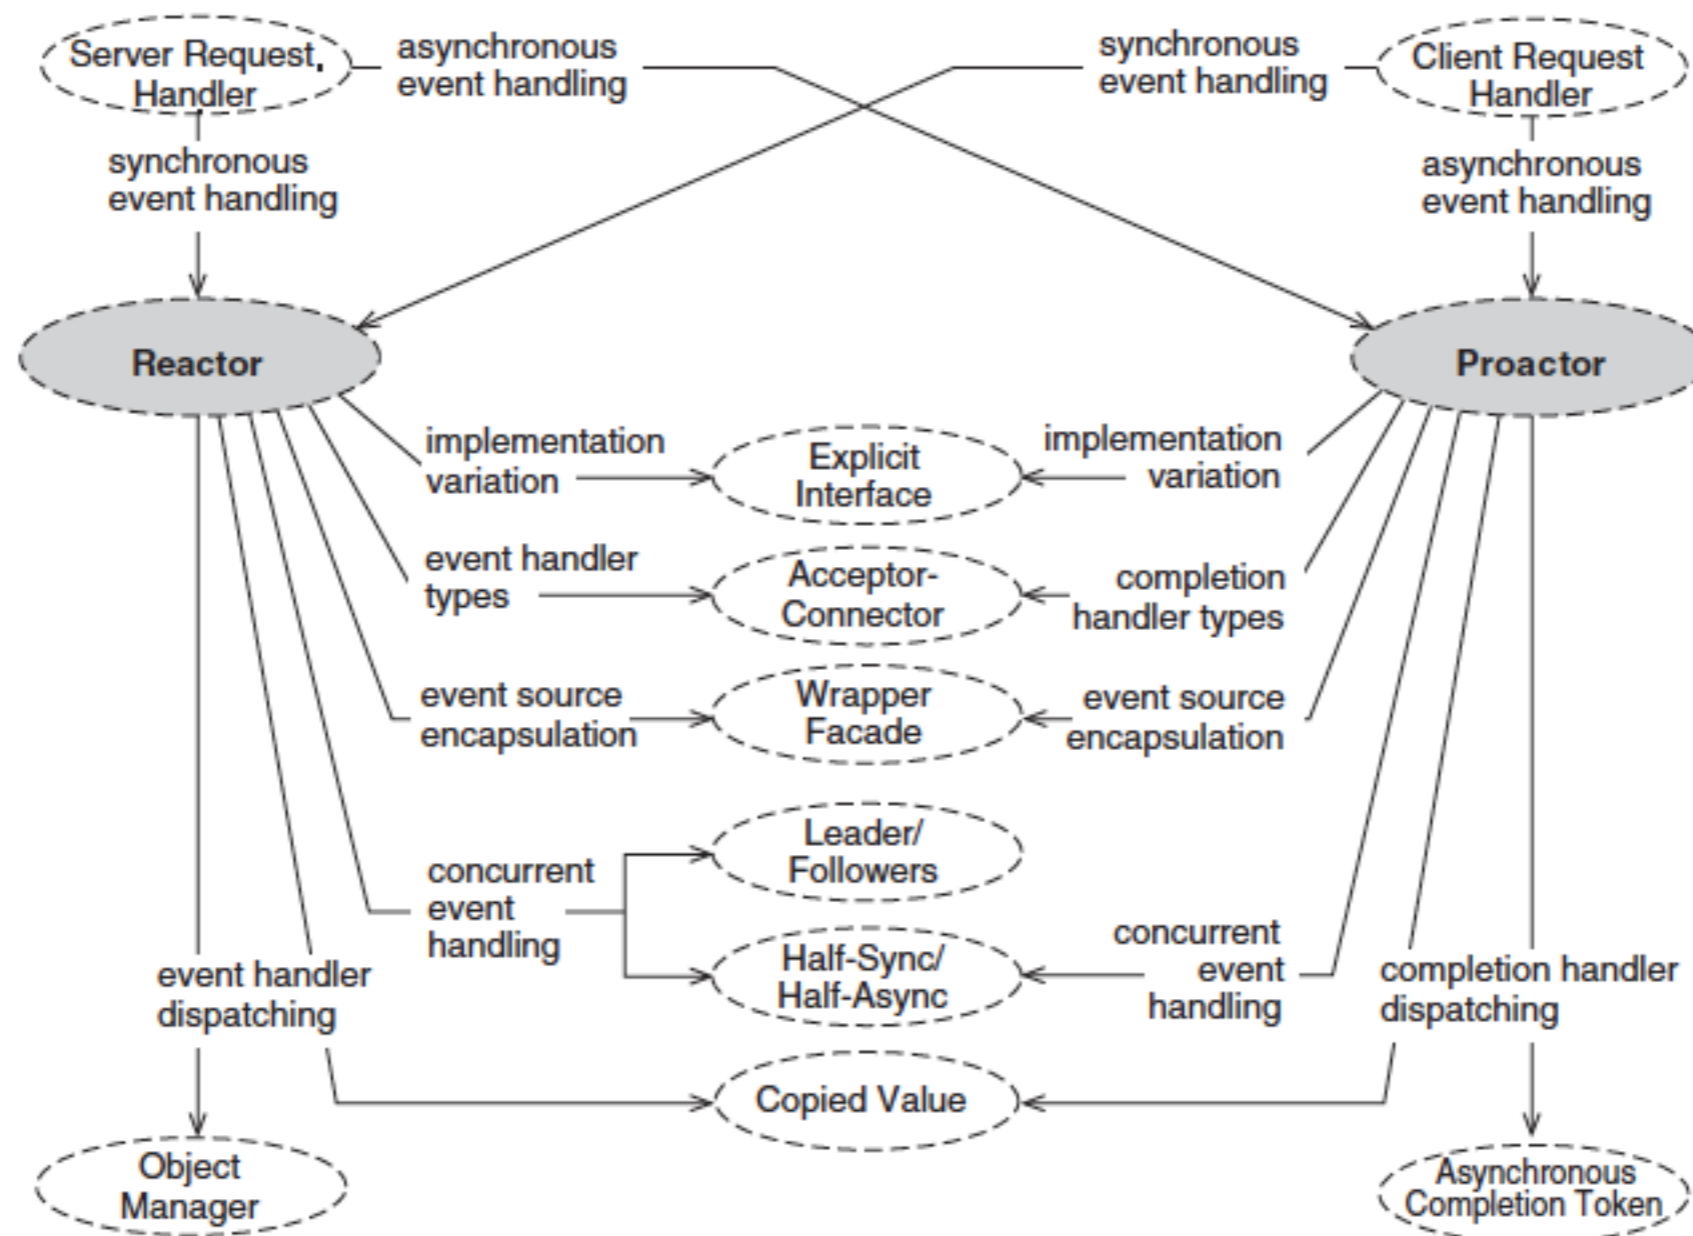 Server Request
Handler
asynchronous
event handling
synchronous
event handling
Client Request
Handler
synchronous
event handling
asynchronous
event handling
Reactor
Proactor
implementation
variation
Explicit
Interface
implementation
variation
event handler
types
Acceptor-
Connector
completion
handler types
event source
encapsulation
Wrapper
Facade
event source
encapsulation
Leader/
Followers
concurrent
event
handling
Half-Sync/
Half-Async
concurrent
event
handling
event handler
dispatching
completion handler
dispatching
Copied Value
Object
Manager
Asynchronous
Completion Token